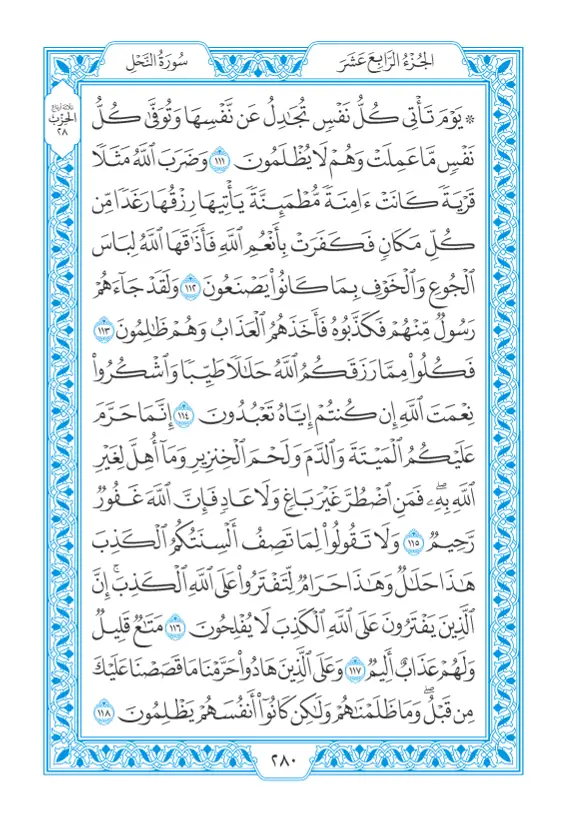 الجُزْءُ الرَّابِعَ عَشَرَ
سُورَةُ النَّحْلِ
ثلاثة أرباع
الحِزْب
٢٨
۞ يَوۡمَ تَأۡتِي كُلُّ نَفۡسٖ تُجَٰدِلُ عَن نَّفۡسِهَا وَتُوَفَّىٰ كُلُّ
نَفۡسٖ مَّا عَمِلَتۡ وَهُمۡ لَا يُظۡلَمُونَ ١١١ وَضَرَبَ ٱللَّهُ مَثَلٗا
قَرۡيَةٗ كَانَتۡ ءَامِنَةٗ مُّطۡمَئِنَّةٗ يَأۡتِيهَا رِزۡقُهَا رَغَدٗا مِّن
كُلِّ مَكَانٖ فَكَفَرَتۡ بِأَنۡعُمِ ٱللَّهِ فَأَذَٰقَهَا ٱللَّهُ لِبَاسَ
ٱلۡجُوعِ وَٱلۡخَوۡفِ بِمَا كَانُواْ يَصۡنَعُونَ ١١٢ وَلَقَدۡ جَآءَهُمۡ
رَسُولٞ مِّنۡهُمۡ فَكَذَّبُوهُ فَأَخَذَهُمُ ٱلۡعَذَابُ وَهُمۡ ظَٰلِمُونَ ١١٣
فَكُلُواْ مِمَّا رَزَقَكُمُ ٱللَّهُ حَلَٰلٗا طَيِّبٗا وَٱشۡكُرُواْ
نِعۡمَتَ ٱللَّهِ إِن كُنتُمۡ إِيَّاهُ تَعۡبُدُونَ ١١٤ إِنَّمَا حَرَّمَ
عَلَيۡكُمُ ٱلۡمَيۡتَةَ وَٱلدَّمَ وَلَحۡمَ ٱلۡخِنزِيرِ وَمَآ أُهِلَّ لِغَيۡرِ
ٱللَّهِ بِهِۦۖ فَمَنِ ٱضۡطُرَّ غَيۡرَ بَاغٖ وَلَا عَادٖ فَإِنَّ ٱللَّهَ غَفُورٞ
رَّحِيمٞ ١١٥ وَلَا تَقُولُواْ لِمَا تَصِفُ أَلۡسِنَتُكُمُ ٱلۡكَذِبَ
هَٰذَا حَلَٰلٞ وَهَٰذَا حَرَامٞ لِّتَفۡتَرُواْ عَلَى ٱللَّهِ ٱلۡكَذِبَۚ إِنَّ
ٱلَّذِينَ يَفۡتَرُونَ عَلَى ٱللَّهِ ٱلۡكَذِبَ لَا يُفۡلِحُونَ ١١٦ مَتَٰعٞ قَلِيلٞ
وَلَهُمۡ عَذَابٌ أَلِيمٞ ١١٧ وَعَلَى ٱلَّذِينَ هَادُواْ حَرَّمۡنَا مَا قَصَصۡنَا عَلَيۡكَ
مِن قَبۡلُۖ وَمَا ظَلَمۡنَٰهُمۡ وَلَٰكِن كَانُوٓاْ أَنفُسَهُمۡ يَظۡلِمُونَ ١١٨
٢٨٠